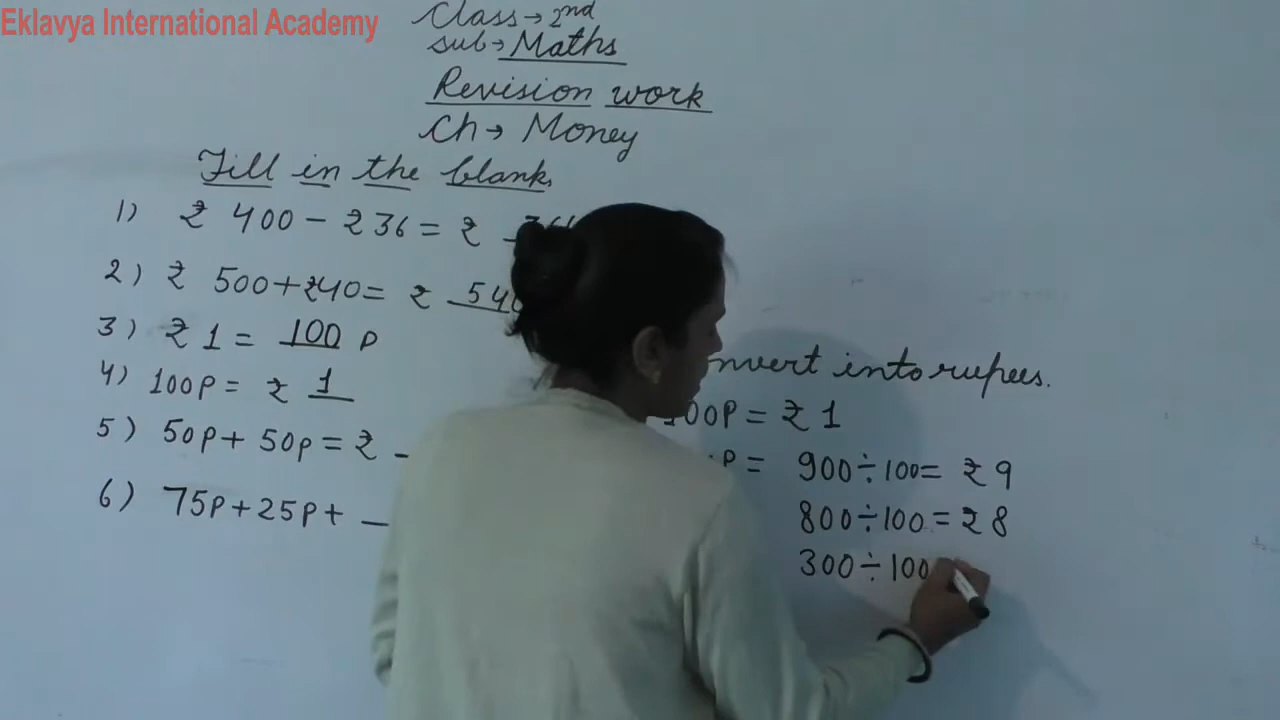 Eklavya International Academy
Class → 2nd
Sub → Maths
Revision work
Ch → Money
Fill in the blank
1) ₹ 400 - ₹ 36 = ₹
2) ₹ 500 + ₹40 = ₹ 540
3) ₹ 1 = 100 P
4) 100P = ₹ 1
5) 50P + 50P = ₹ _
6) 75P + 25P + _
into rupees.
100P = ₹ 1
P = 900 ÷ 100 = ₹ 9
800 ÷ 100 = ₹ 8
300 ÷ 100